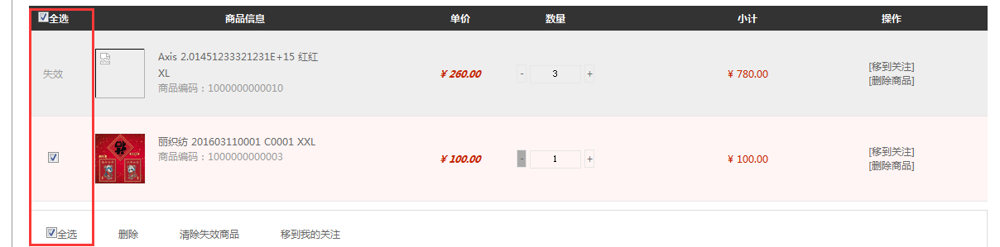 全选 商品信息 单价 数量 小计 操作
失效
Axis 2.01451233321231E+15 红红
XL
商品编码：1000000000010
¥ 260.00
- 3 +
¥ 780.00
[移到关注]
[删除商品]
丽织纺 201603110001 C0001 XXL
商品编码：1000000000003
¥ 100.00
- 1 +
¥ 100.00
[移到关注]
[删除商品]
全选 删除 清除失效商品 移到我的关注